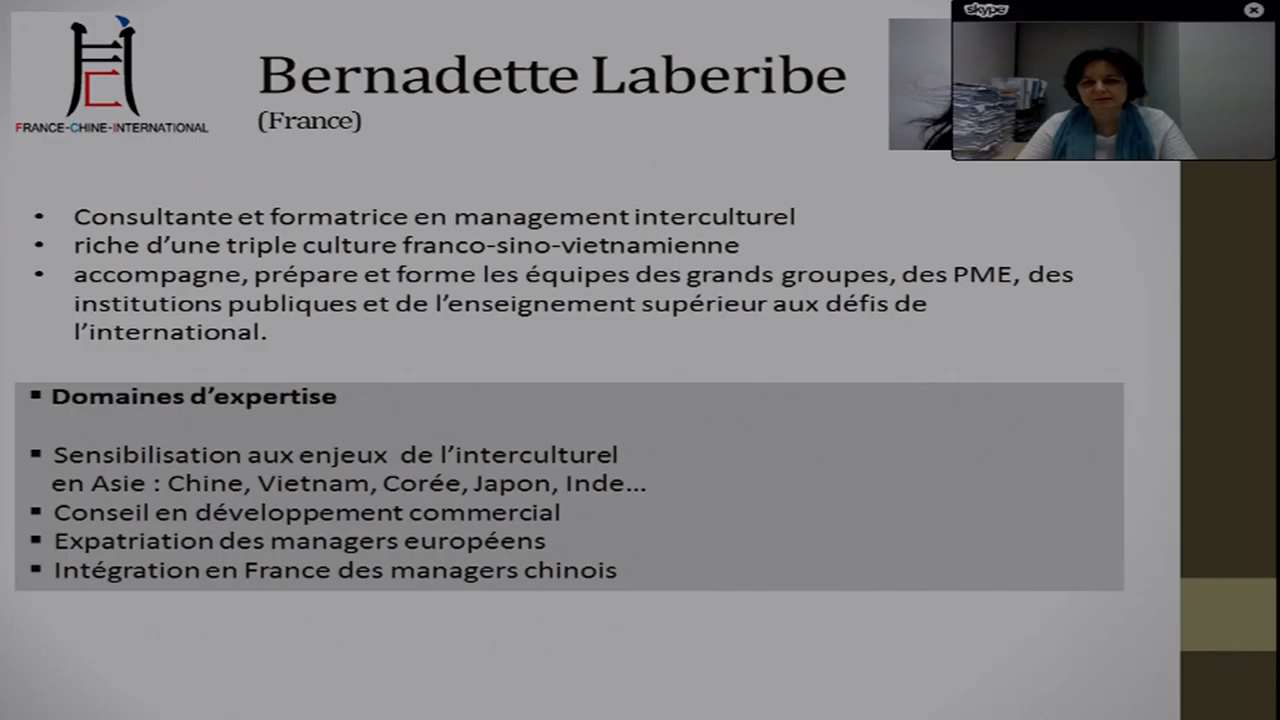 skype
FRANCE-CHINE-INTERNATIONAL
Bernadette Laberibe
(France)
• Consultante et formatrice en management interculturel
• riche d’une triple culture franco-sino-vietnamienne
• accompagne, prépare et forme les équipes des grands groupes, des PME, des
institutions publiques et de l’enseignement supérieur aux défis de
l’international.
▪ Domaines d’expertise
▪ Sensibilisation aux enjeux de l’interculturel
en Asie : Chine, Vietnam, Corée, Japon, Inde...
▪ Conseil en développement commercial
▪ Expatriation des managers européens
▪ Intégration en France des managers chinois